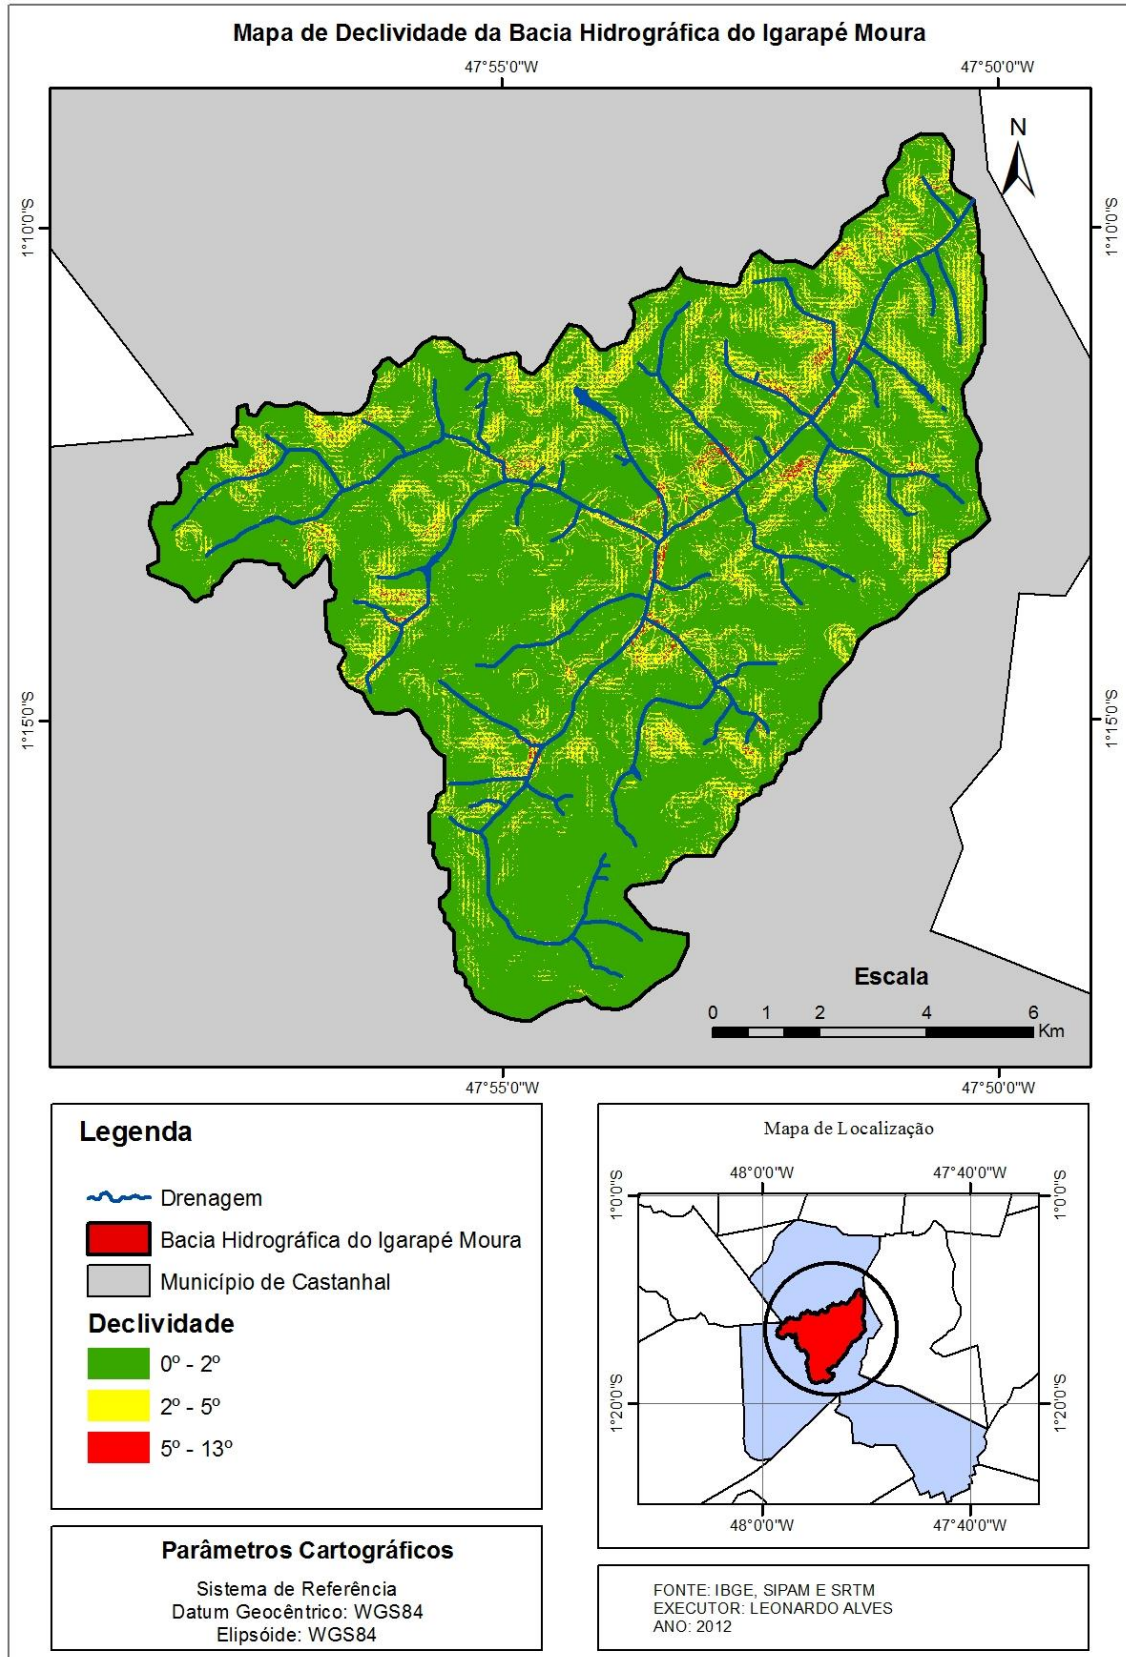 Mapa de Declividade da Bacia Hidrográfica do Igarapé Moura
47°55'0"W
47°50'0"W
N
1°10'0"S
1°10'0"S
1°15'0"S
1°15'0"S
Escala
0 1 2 4 6
Km
47°55'0"W
47°50'0"W
Legenda
Drenagem
Bacia Hidrográfica do Igarapé Moura
Município de Castanhal
Declividade
0º - 2º
2º - 5º
5º - 13º
Mapa de Localização
48°0'0"W
47°40'0"W
1°0'0"S
1°0'0"S
1°20'0"S
1°20'0"S
48°0'0"W
47°40'0"W
Parâmetros Cartográficos
Sistema de Referência
Datum Geocêntrico: WGS84
Elipsóide: WGS84
FONTE: IBGE, SIPAM E SRTM
EXECUTOR: LEONARDO ALVES
ANO: 2012